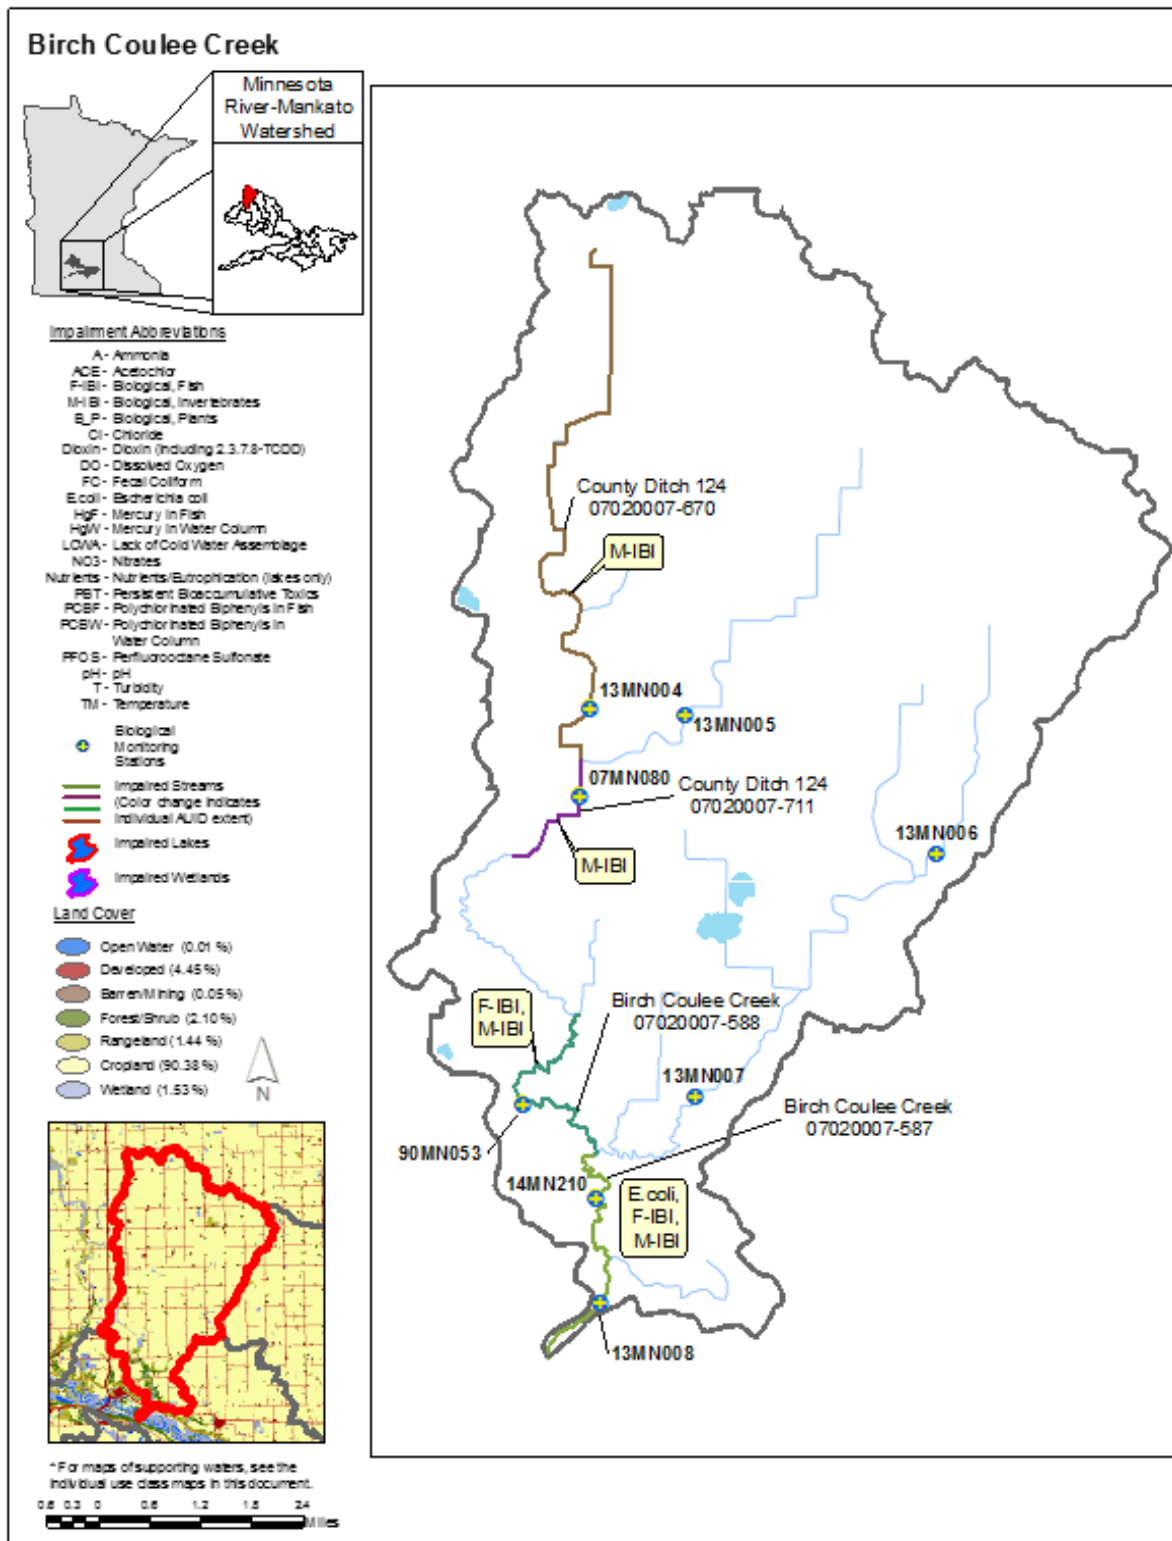 Birch Coulee Creek
Minnesota
River-Mankato
Watershed
Impairment Abbreviations
A - Ammonia
ACE - Acetochlor
F-IBI - Biological, Fish
M-IBI - Biological, Invertebrates
B_P - Biological, Plants
Cl - Chloride
Dioxin - Dioxin (including 2.3.7.8-TCDD)
DO - Dissolved Oxygen
FC - Fecal Coliform
E.coli - Escherichia coli
HgF - Mercury in Fish
HgW - Mercury in Water Column
LCWA - Lack of Cold Water Assemblage
NO3 - Nitrates
Nutrients - Nutrients/Eutrophication (lakes only)
PBT - Persistent Bioaccumulative Toxics
PCBF - Polychlorinated Biphenyls in Fish
PCBW - Polychlorinated Biphenyls in
Water Column
PFOS - Perfluorooctane Sulfonate
pH - pH
T - Turbidity
TM - Temperature
Biological
Monitoring
Stations
Impaired Streams
(Color change indicates
individual AUID extent)
Impaired Lakes
Impaired Wetlands
Land Cover
Open Water (0.01 %)
Developed (4.45 %)
Barren/Mining (0.05 %)
Forest/Shrub (2.10 %)
Rangeland (1.44 %)
Cropland (90.38 %)
Wetland (1.53 %)
N
*For maps of supporting waters, see the
individual use class maps in this document.
0.6 0.3 0 0.6 1.2 1.8 2.4
Miles
County Ditch 124
07020007-670
M-IBI
13MN004
13MN005
07MN080
County Ditch 124
07020007-711
M-IBI
13MN006
F-IBI,
M-IBI
Birch Coulee Creek
07020007-588
13MN007
Birch Coulee Creek
07020007-587
90MN053
14MN210
E.coli,
F-IBI,
M-IBI
13MN008